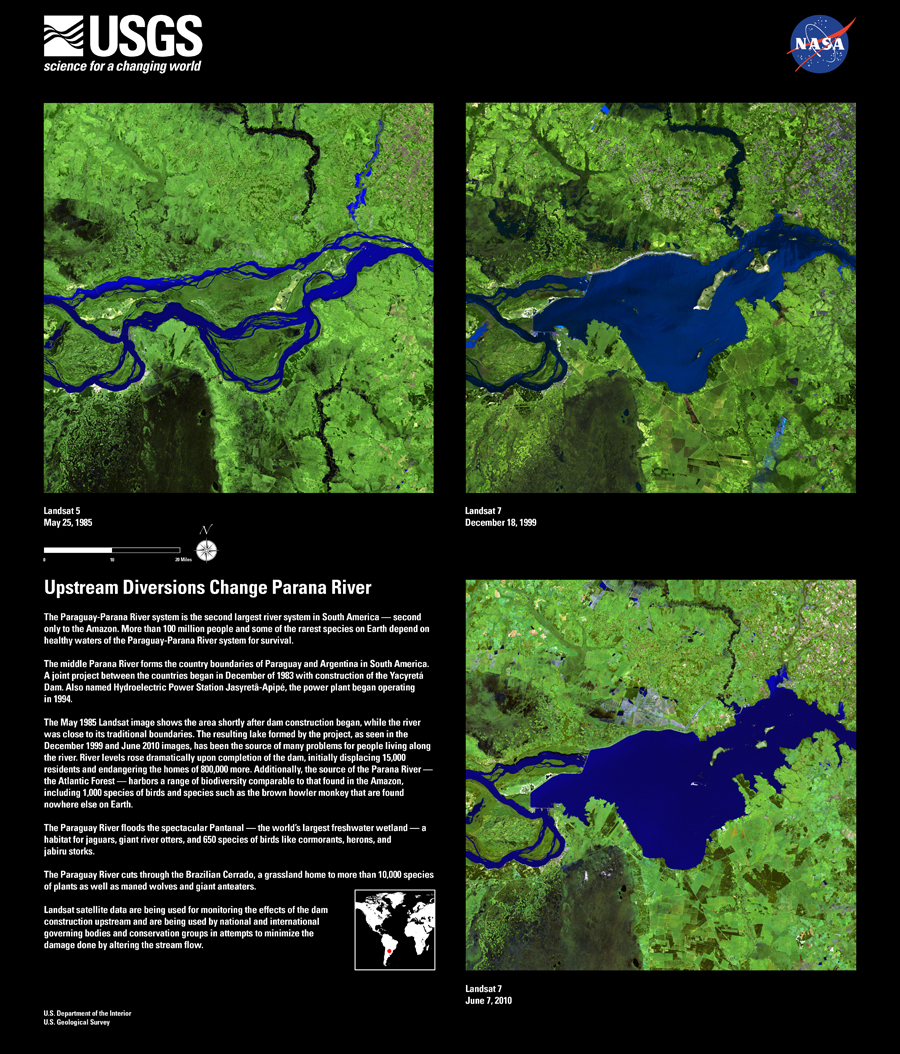 USGS
science for a changing world
NASA
Landsat 5
May 25, 1985
Landsat 7
December 18, 1999
N
0 10 20 Miles
Upstream Diversions Change Parana River
The Paraguay-Parana River system is the second largest river system in South America — second
only to the Amazon. More than 100 million people and some of the rarest species on Earth depend on
healthy waters of the Paraguay-Parana River system for survival.
The middle Parana River forms the country boundaries of Paraguay and Argentina in South America.
A joint project between the countries began in December of 1983 with construction of the Yacyretá
Dam. Also named Hydroelectric Power Station Jasyretâ-Apipé, the power plant began operating
in 1994.
The May 1985 Landsat image shows the area shortly after dam construction began, while the river
was close to its traditional boundaries. The resulting lake formed by the project, as seen in the
December 1999 and June 2010 images, has been the source of many problems for people living along
the river. River levels rose dramatically upon completion of the dam, initially displacing 15,000
residents and endangering the homes of 800,000 more. Additionally, the source of the Parana River —
the Atlantic Forest — harbors a range of biodiversity comparable to that found in the Amazon,
including 1,000 species of birds and species such as the brown howler monkey that are found
nowhere else on Earth.
The Paraguay River floods the spectacular Pantanal — the world's largest freshwater wetland — a
habitat for jaguars, giant river otters, and 650 species of birds like cormorants, herons, and
jabiru storks.
The Paraguay River cuts through the Brazilian Cerrado, a grassland home to more than 10,000 species
of plants as well as maned wolves and giant anteaters.
Landsat satellite data are being used for monitoring the effects of the dam
construction upstream and are being used by national and international
governing bodies and conservation groups in attempts to minimize the
damage done by altering the stream flow.
Landsat 7
June 7, 2010
U.S. Department of the Interior
U.S. Geological Survey